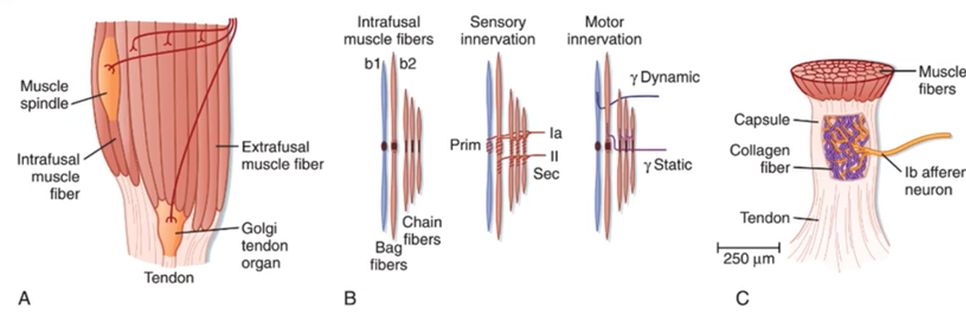 Muscle
spindle
Intrafusal
muscle
fiber
Extrafusal
muscle fiber
Golgi
tendon
organ
Tendon
A
Intrafusal
muscle fibers
b1
b2
Chain
fibers
Bag
fibers
Sensory
innervation
Prim
Ia
II
Sec
Motor
innervation
γ Dynamic
γ Static
B
Muscle
fibers
Capsule
Collagen
fiber
Ib afferen
neuron
Tendon
250 μm
C